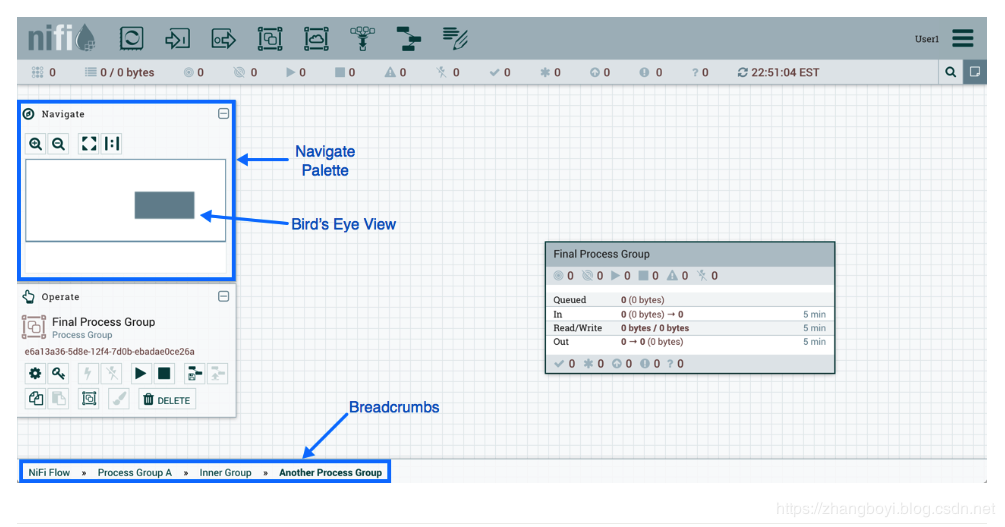 nifi
User1
0 0 / 0 bytes 0 0 0 0 0 0 0 0 0 0 ? 0 22:51:04 EST
Navigate
Navigate
Palette
Bird's Eye View
Final Process Group
0 0 0 0 0 0
Queued 0 (0 bytes)
In 0 (0 bytes) → 0 5 min
Read/Write 0 bytes / 0 bytes 5 min
Out 0 → 0 (0 bytes) 5 min
0 0 0 0 ? 0
Operate
Final Process Group
Process Group
e6a13a36-5d8e-12f4-7d0b-ebadae0ce26a
DELETE
Breadcrumbs
NiFi Flow » Process Group A » Inner Group » Another Process Group
https://zhangboyi.blog.csdn.net